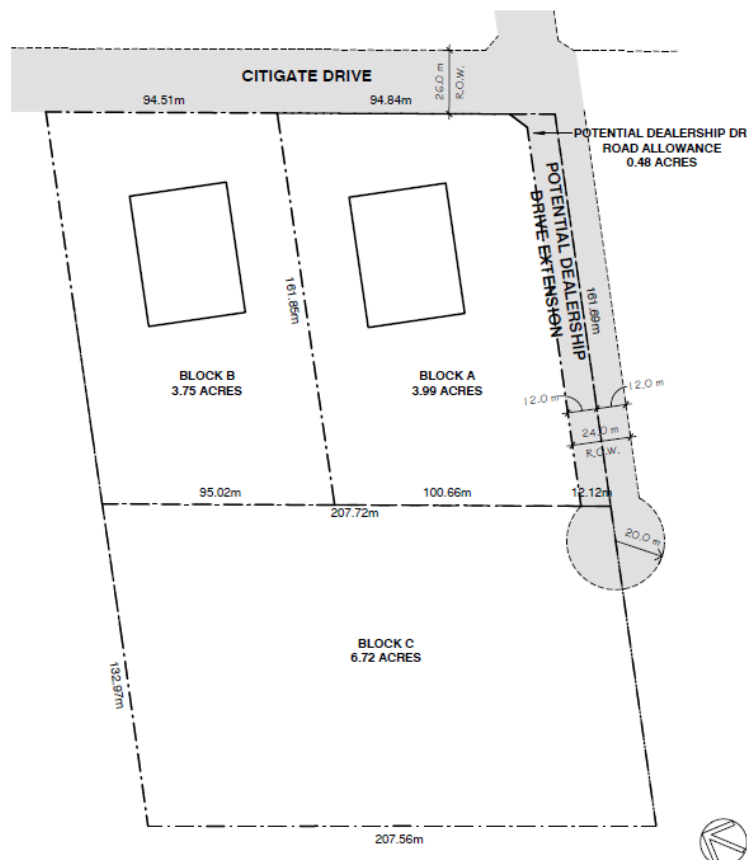 CITIGATE DRIVE
26.0 m
R.O.W.
94.51m
94.84m
POTENTIAL DEALERSHIP DR
ROAD ALLOWANCE
0.48 ACRES
POTENTIAL DEALERSHIP
DRIVE EXTENSION
161.85m
161.69m
BLOCK B
3.75 ACRES
BLOCK A
3.99 ACRES
12.0 m
12.0 m
24.0 m
R.O.W.
95.02m
100.66m
12.12m
207.72m
20.0 m
BLOCK C
6.72 ACRES
132.97m
207.56m